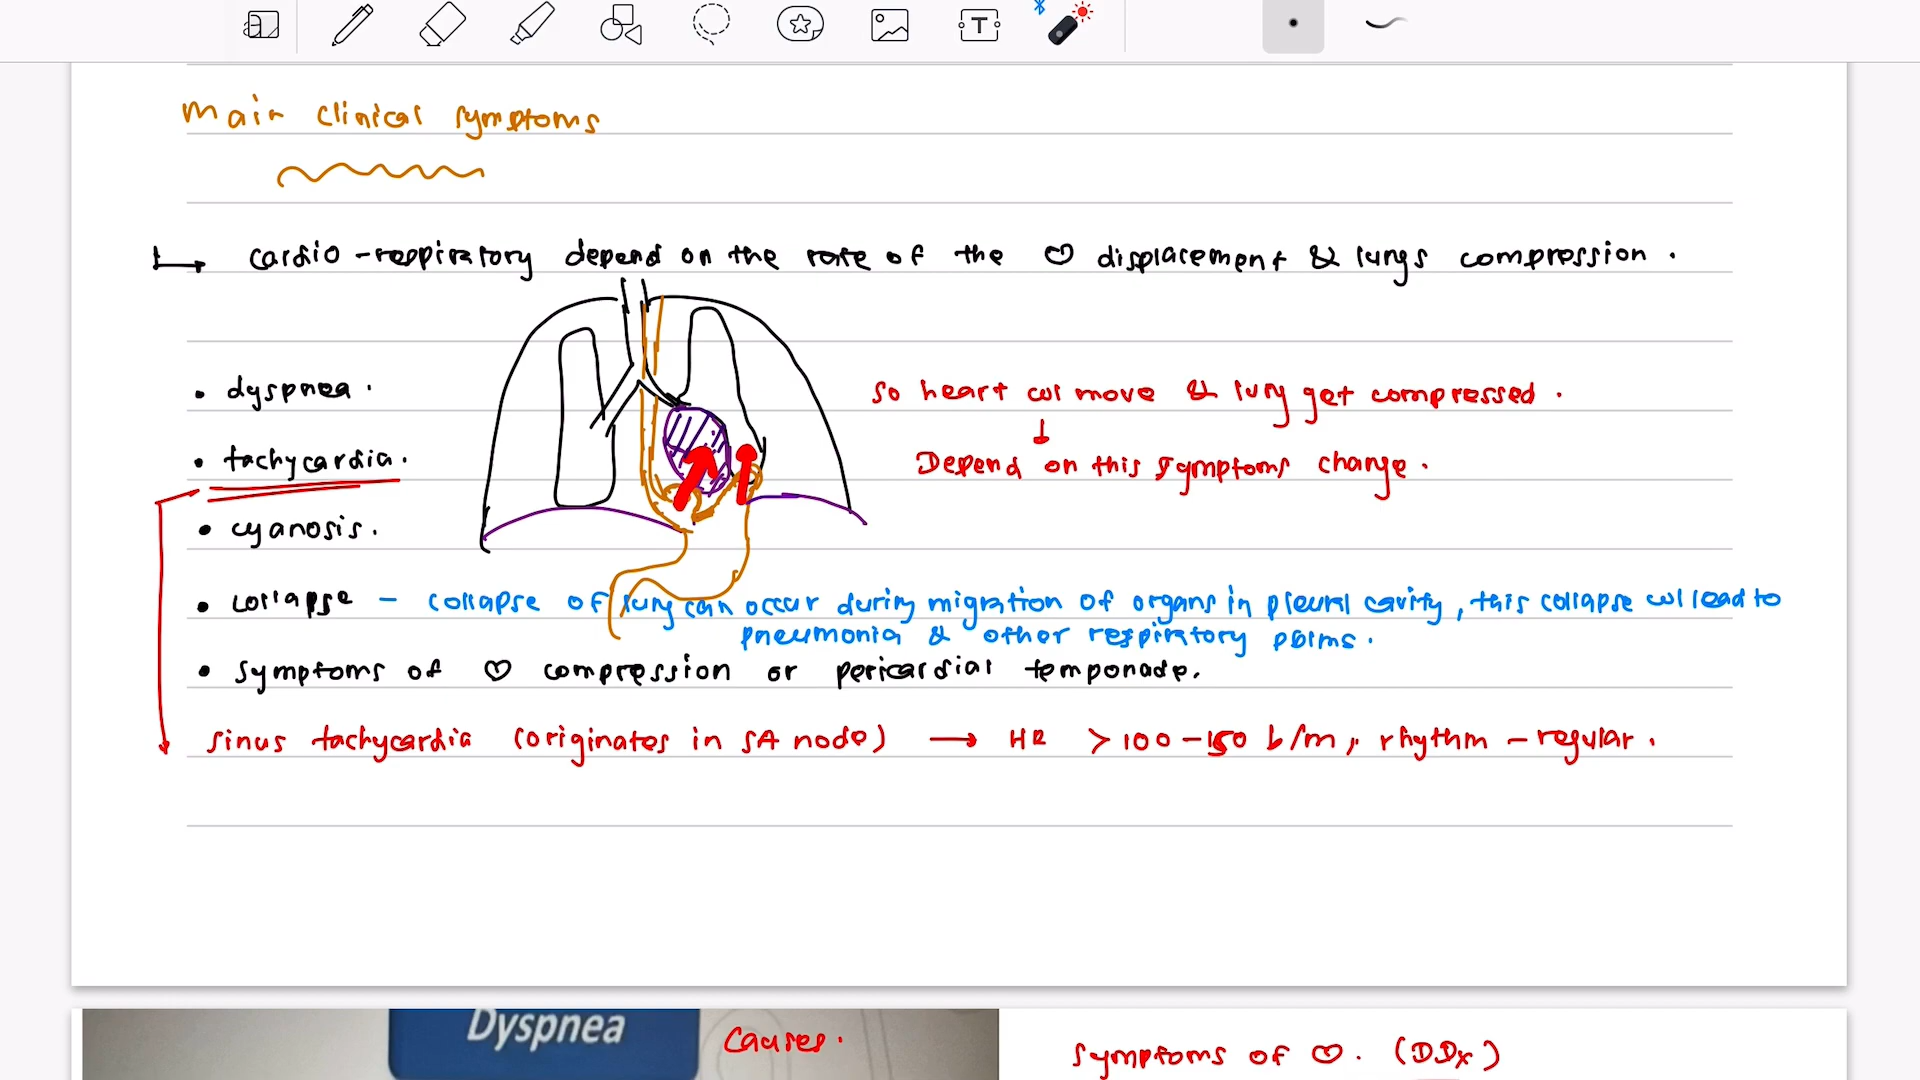 Main clinical symptoms
cardio-respiratory depend on the rate of the ♡ displacement & lungs compression.
• dyspnea.
• tachycardia.
• cyanosis.
so heart wl move & lung get compressed.
↓
Depend on this symptoms change.
• collapse – collapse of lung can occur during migration of organs in pleural cavity, this collapse wl lead to
pneumonia & other respiratory pblms.
• symptoms of ♡ compression or pericardial temponade.
sinus tachycardia (originates in SA node) → HR >100-150 b/m, rhythm - regular.
Dyspnea
Causes.
symptoms of ♡. (DDx)